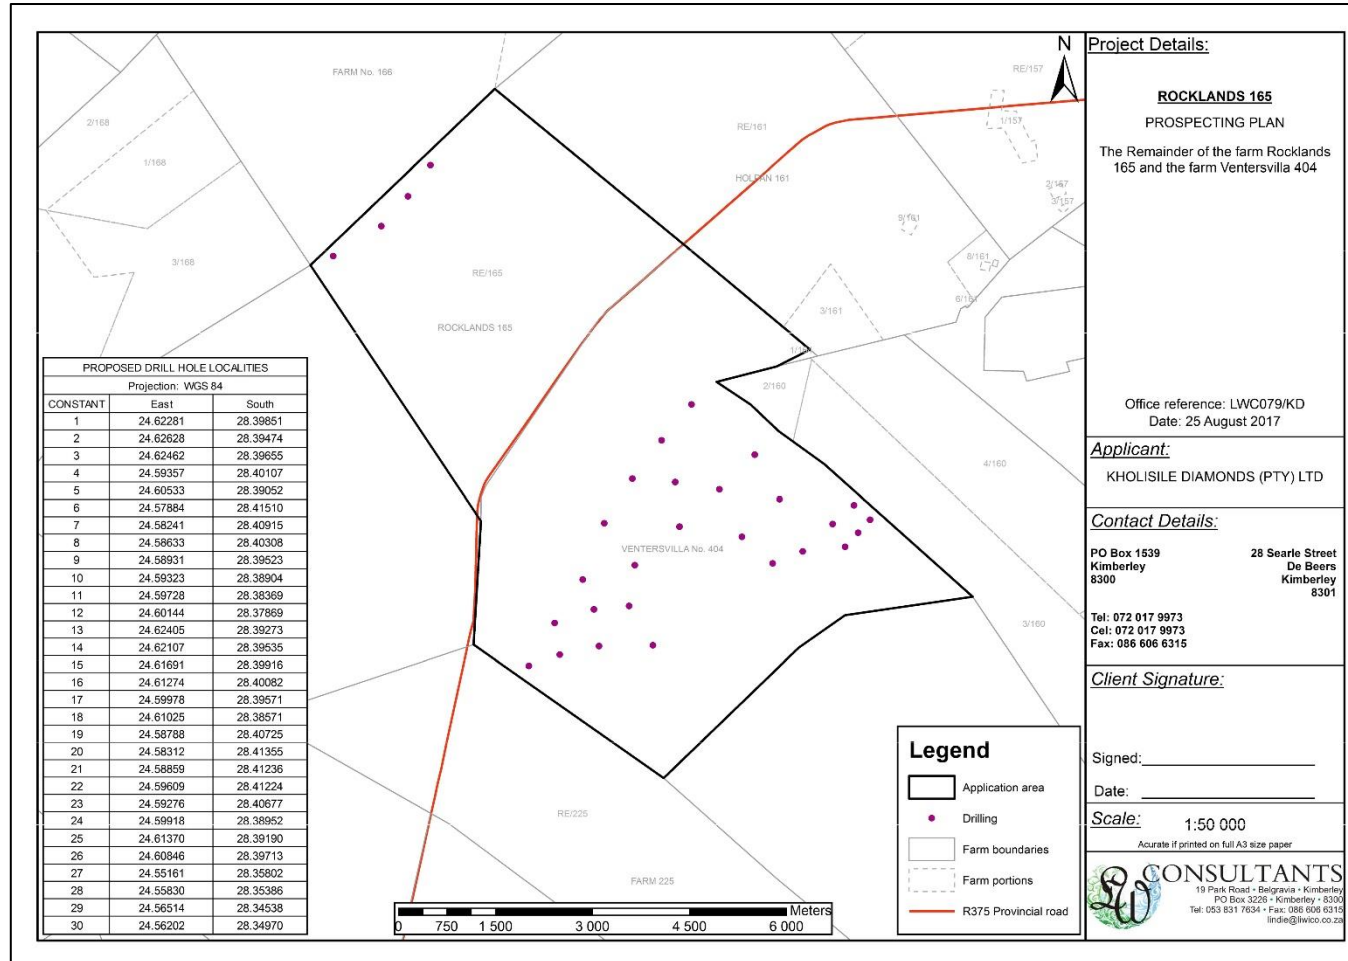 FARM No. 166
RE/157
2/168
1/168
3/168
RE/161
1/157
HOLPAN 161
2/157
3/157
9/161
8/161
6/161
3/161
RE/165
ROCKLANDS 165
2/160
4/160
VENTERSVILLA No. 404
3/160
RE/225
FARM 225
N
PROPOSED DRILL HOLE LOCALITIES
Projection: WGS 84
CONSTANT East South
1 24.62281 28.39851
2 24.62628 28.39474
3 24.62462 28.39655
4 24.59357 28.40107
5 24.60533 28.39052
6 24.57884 28.41510
7 24.58241 28.40915
8 24.58633 28.40308
9 24.58931 28.39523
10 24.59323 28.38904
11 24.59728 28.38369
12 24.60144 28.37869
13 24.62405 28.39273
14 24.62107 28.39535
15 24.61691 28.39916
16 24.61274 28.40082
17 24.59978 28.39571
18 24.61025 28.38571
19 24.58788 28.40725
20 24.58312 28.41355
21 24.58859 28.41236
22 24.59609 28.41224
23 24.59276 28.40677
24 24.59918 28.38952
25 24.61370 28.39190
26 24.60846 28.39713
27 24.55161 28.35802
28 24.55830 28.35386
29 24.56514 28.34538
30 24.56202 28.34970
Meters
0 750 1 500 3 000 4 500 6 000
Legend
Application area
Drilling
Farm boundaries
Farm portions
R375 Provincial road
Project Details:
ROCKLANDS 165
PROSPECTING PLAN
The Remainder of the farm Rocklands
165 and the farm Ventersvilla 404
Office reference: LWC079/KD
Date: 25 August 2017
Applicant:
KHOLISILE DIAMONDS (PTY) LTD
Contact Details:
PO Box 1539 28 Searle Street
Kimberley De Beers
8300 Kimberley
8301
Tel: 072 017 9973
Cel: 072 017 9973
Fax: 086 606 6315
Client Signature:
Signed:
Date:
Scale: 1:50 000
Acurate if printed on full A3 size paper
LW CONSULTANTS
19 Park Road • Belgravia • Kimberley
PO Box 3226 • Kimberley • 8300
Tel: 053 831 7634 • Fax: 086 606 6315
lindie@liwico.co.za